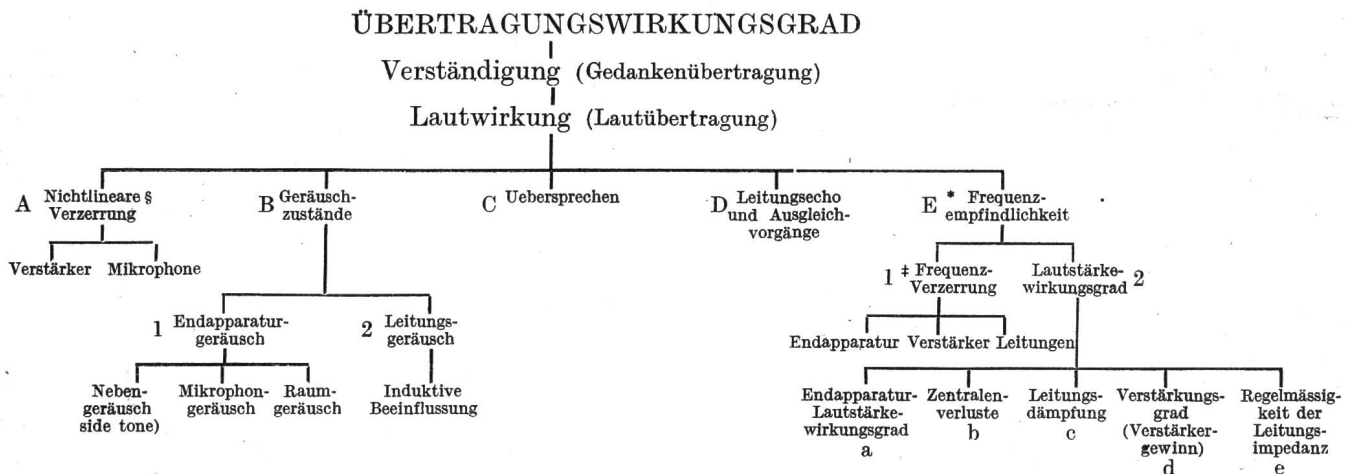 ÜBERTRAGUNGSWIRKUNGSGRAD
Verständigung (Gedankenübertragung)
Lautwirkung (Lautübertragung)
A Nichtlineare §
Verzerrung
Verstärker Mikrophone
B Geräusch-
zustände
1 Endapparatur-
geräusch
Neben-
geräusch
side tone)
Mikrophon-
geräusch
Raum-
geräusch
2 Leitungs-
geräusch
Induktive
Beeinflussung
C Uebersprechen
D Leitungsecho
und Ausgleich-
vorgänge
E * Frequenz-
empfindlichkeit
1 ‡ Frequenz-
Verzerrung
Endapparatur Verstärker Leitungen
Lautstärke-
wirkungsgrad 2
Endapparatur-
Lautstärke-
wirkungsgrad
a
Zentralen-
verluste
b
Leitungs-
dämpfung
c
Verstärkungs-
grad
(Verstärker-
gewinn)
d
Regelmässig-
keit der
Leitungs-
impedanz
e